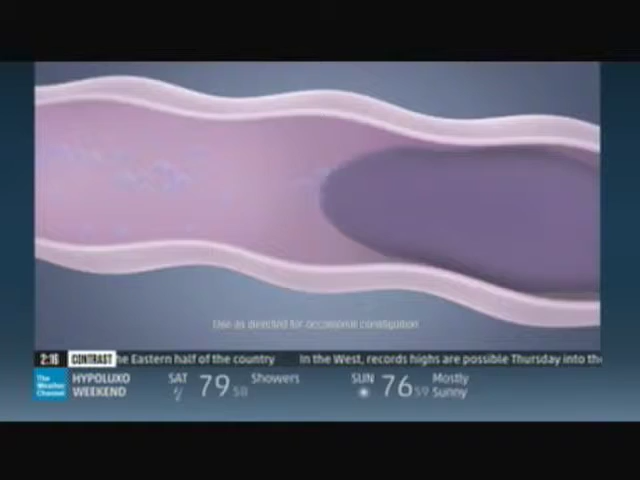 Use as directed for occasional constipation
2:16 CONTRAST he Eastern half of the country In the West, records highs are possible Thursday into the
The Weather Channel
HYPOLUXO WEEKEND
SAT 79 58 Showers
SUN 76 59 Mostly Sunny